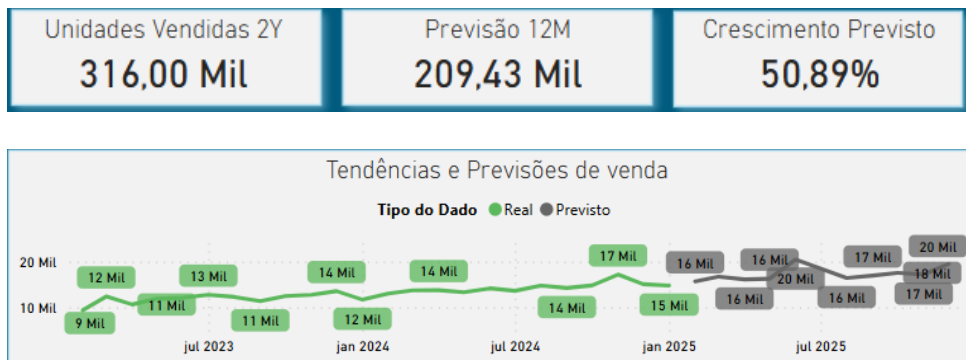 Unidades Vendidas 2Y
316,00 Mil
Previsão 12M
209,43 Mil
Crescimento Previsto
50,89%
Tendências e Previsões de venda
Tipo do Dado Real Previsto
20 Mil
10 Mil
9 Mil
12 Mil
11 Mil
13 Mil
11 Mil
14 Mil
12 Mil
14 Mil
14 Mil
17 Mil
15 Mil
16 Mil
16 Mil
16 Mil
20 Mil
16 Mil
17 Mil
17 Mil
18 Mil
20 Mil
jul 2023 jan 2024 jul 2024 jan 2025 jul 2025